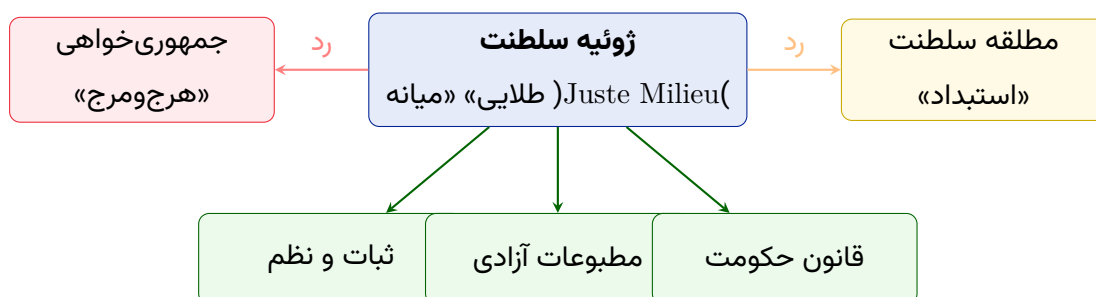 مطلقه سلطنت
«استبداد»
رد
ژوئیه سلطنت
(Juste Milieu) طلایی» «میانه
رد
جمهوری‌خواهی
«هرج‌ومرج»
قانون حکومت
مطبوعات آزادی
ثبات و نظم